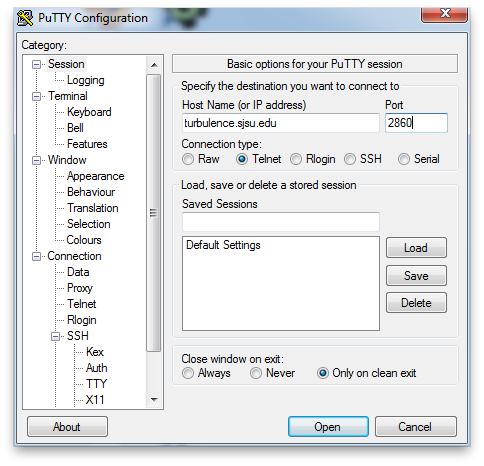 PuTTY Configuration
Category:
Session
Logging
Terminal
Keyboard
Bell
Features
Window
Appearance
Behaviour
Translation
Selection
Colours
Connection
Data
Proxy
Telnet
Rlogin
SSH
Kex
Auth
TTY
X11
Basic options for your PuTTY session
Specify the destination you want to connect to
Host Name (or IP address) Port
turbulence.sjsu.edu 2860
Connection type:
Raw Telnet Rlogin SSH Serial
Load, save or delete a stored session
Saved Sessions
Default Settings
Load
Save
Delete
Close window on exit:
Always Never Only on clean exit
About Open Cancel